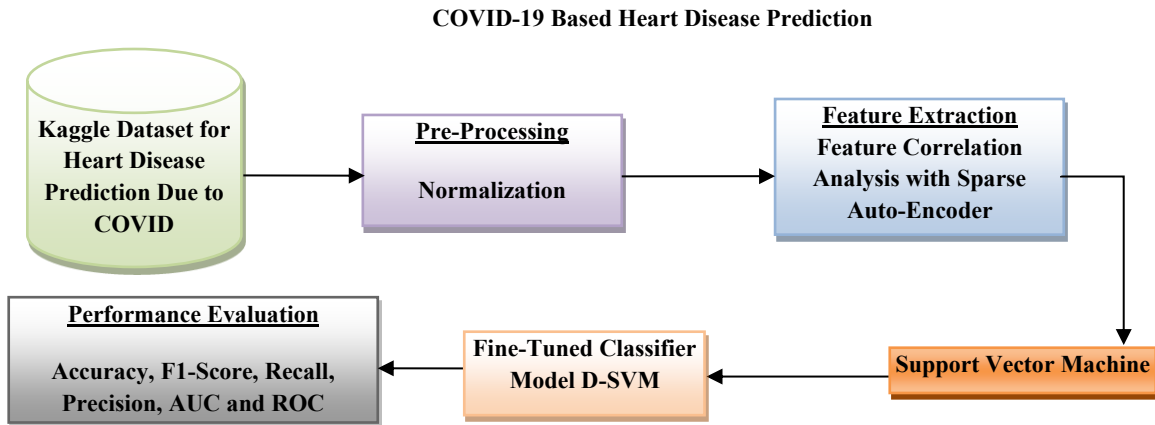 COVID-19 Based Heart Disease Prediction
Kaggle Dataset for
Heart Disease
Prediction Due to
COVID
Pre-Processing
Normalization
Feature Extraction
Feature Correlation
Analysis with Sparse
Auto-Encoder
Support Vector Machine
Fine-Tuned Classifier
Model D-SVM
Performance Evaluation
Accuracy, F1-Score, Recall,
Precision, AUC and ROC